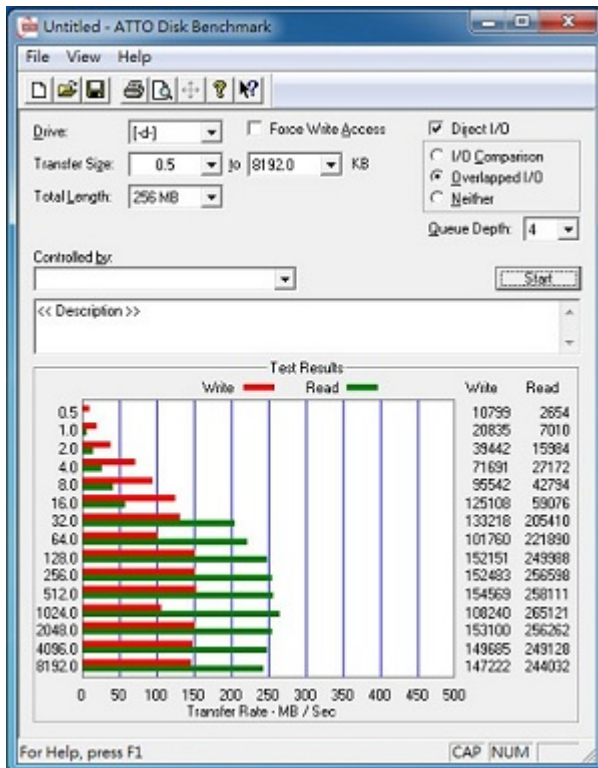 Untitled - ATTO Disk Benchmark
File View Help
Drive: [-d-] Force Write Access Direct I/O
Transfer Size: 0.5 to 8192.0 KB I/O Comparison
Overlapped I/O
Total Length: 256 MB Neither
Queue Depth: 4
Controlled by:
Start
<< Description >>
Test Results
Write Read Write Read
0.5 10799 2654
1.0 20835 7010
2.0 39442 15984
4.0 71691 27172
8.0 95542 42794
16.0 125108 59076
32.0 133218 205410
64.0 101760 221890
128.0 152151 249988
256.0 152483 256598
512.0 154569 258111
1024.0 108240 265121
2048.0 153100 256262
4096.0 149685 249128
8192.0 147222 244032
0 50 100 150 200 250 300 350 400 450 500
Transfer Rate - MB / Sec
For Help, press F1 CAP NUM